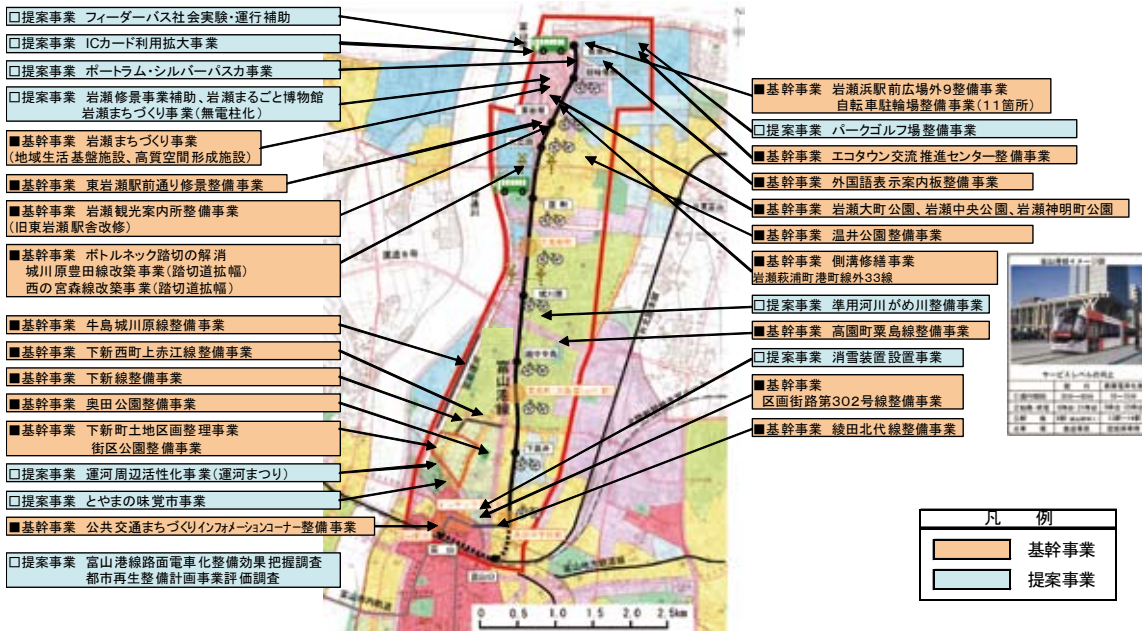 □提案事業 フィーダーバス社会実験・運行補助
□提案事業 ICカード利用拡大事業
□提案事業 ポートラム・シルバーパスカ事業
□提案事業 岩瀬修景事業補助、岩瀬まるごと博物館
岩瀬まちづくり事業(無電柱化)
■基幹事業 岩瀬まちづくり事業
(地域生活基盤施設、高質空間形成施設)
■基幹事業 東岩瀬駅前通り修景整備事業
■基幹事業 岩瀬観光案内所整備事業
(旧東岩瀬駅舎改修)
■基幹事業 ボトルネック踏切の解消
城川原豊田線改築事業(踏切道拡幅)
西の宮森線改築事業(踏切道拡幅)
■基幹事業 牛島城川原線整備事業
■基幹事業 下新西町上赤江線整備事業
■基幹事業 下新線整備事業
■基幹事業 奥田公園整備事業
■基幹事業 下新町土地区画整理事業
街区公園整備事業
□提案事業 運河周辺活性化事業(運河まつり)
□提案事業 とやまの味覚市事業
■基幹事業 公共交通まちづくりインフォメーションコーナー整備事業
□提案事業 富山港線路面電車化整備効果把握調査
都市再生整備計画事業評価調査
富山港線
0 0.5 1.0 1.5 2.0 2.5km
■基幹事業 岩瀬浜駅前広場外9整備事業
自転車駐輪場整備事業(11箇所)
□提案事業 パークゴルフ場整備事業
■基幹事業 エコタウン交流推進センター整備事業
■基幹事業 外国語表示案内板整備事業
■基幹事業 岩瀬大町公園、岩瀬中央公園、岩瀬神明町公園
■基幹事業 温井公園整備事業
■基幹事業 側溝修繕事業
岩瀬萩浦町港町線外33線
□提案事業 準用河川がめ川整備事業
■基幹事業 高園町粟島線整備事業
□提案事業 消雪装置設置事業
■基幹事業
区画街路第302号線整備事業
■基幹事業 綾田北代線整備事業
サービスレベルの向上
凡 例
基幹事業
提案事業